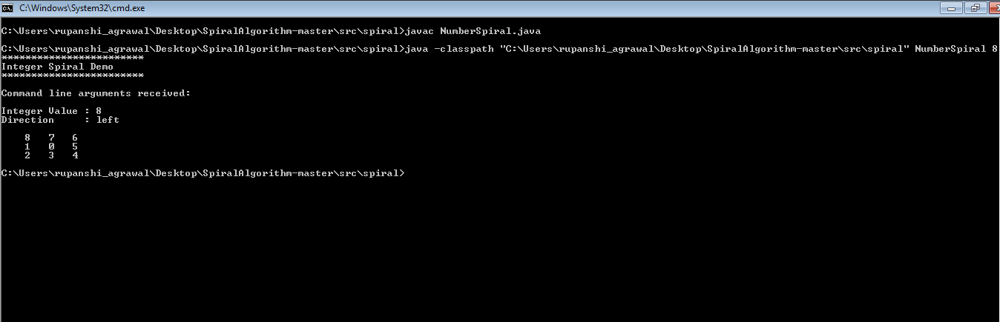 C:\Windows\System32\cmd.exe
C:\Users\rupanshi_agrawal\Desktop\SpiralAlgorithm-master\src\spiral>javac NumberSpiral.java
C:\Users\rupanshi_agrawal\Desktop\SpiralAlgorithm-master\src\spiral>java -classpath "C:\Users\rupanshi_agrawal\Desktop\SpiralAlgorithm-master\src\spiral" NumberSpiral 8
************************
Integer Spiral Demo
************************
Command line arguments received:
Integer Value : 8
Direction     : left
    8   7   6
    1   0   5
    2   3   4
C:\Users\rupanshi_agrawal\Desktop\SpiralAlgorithm-master\src\spiral>